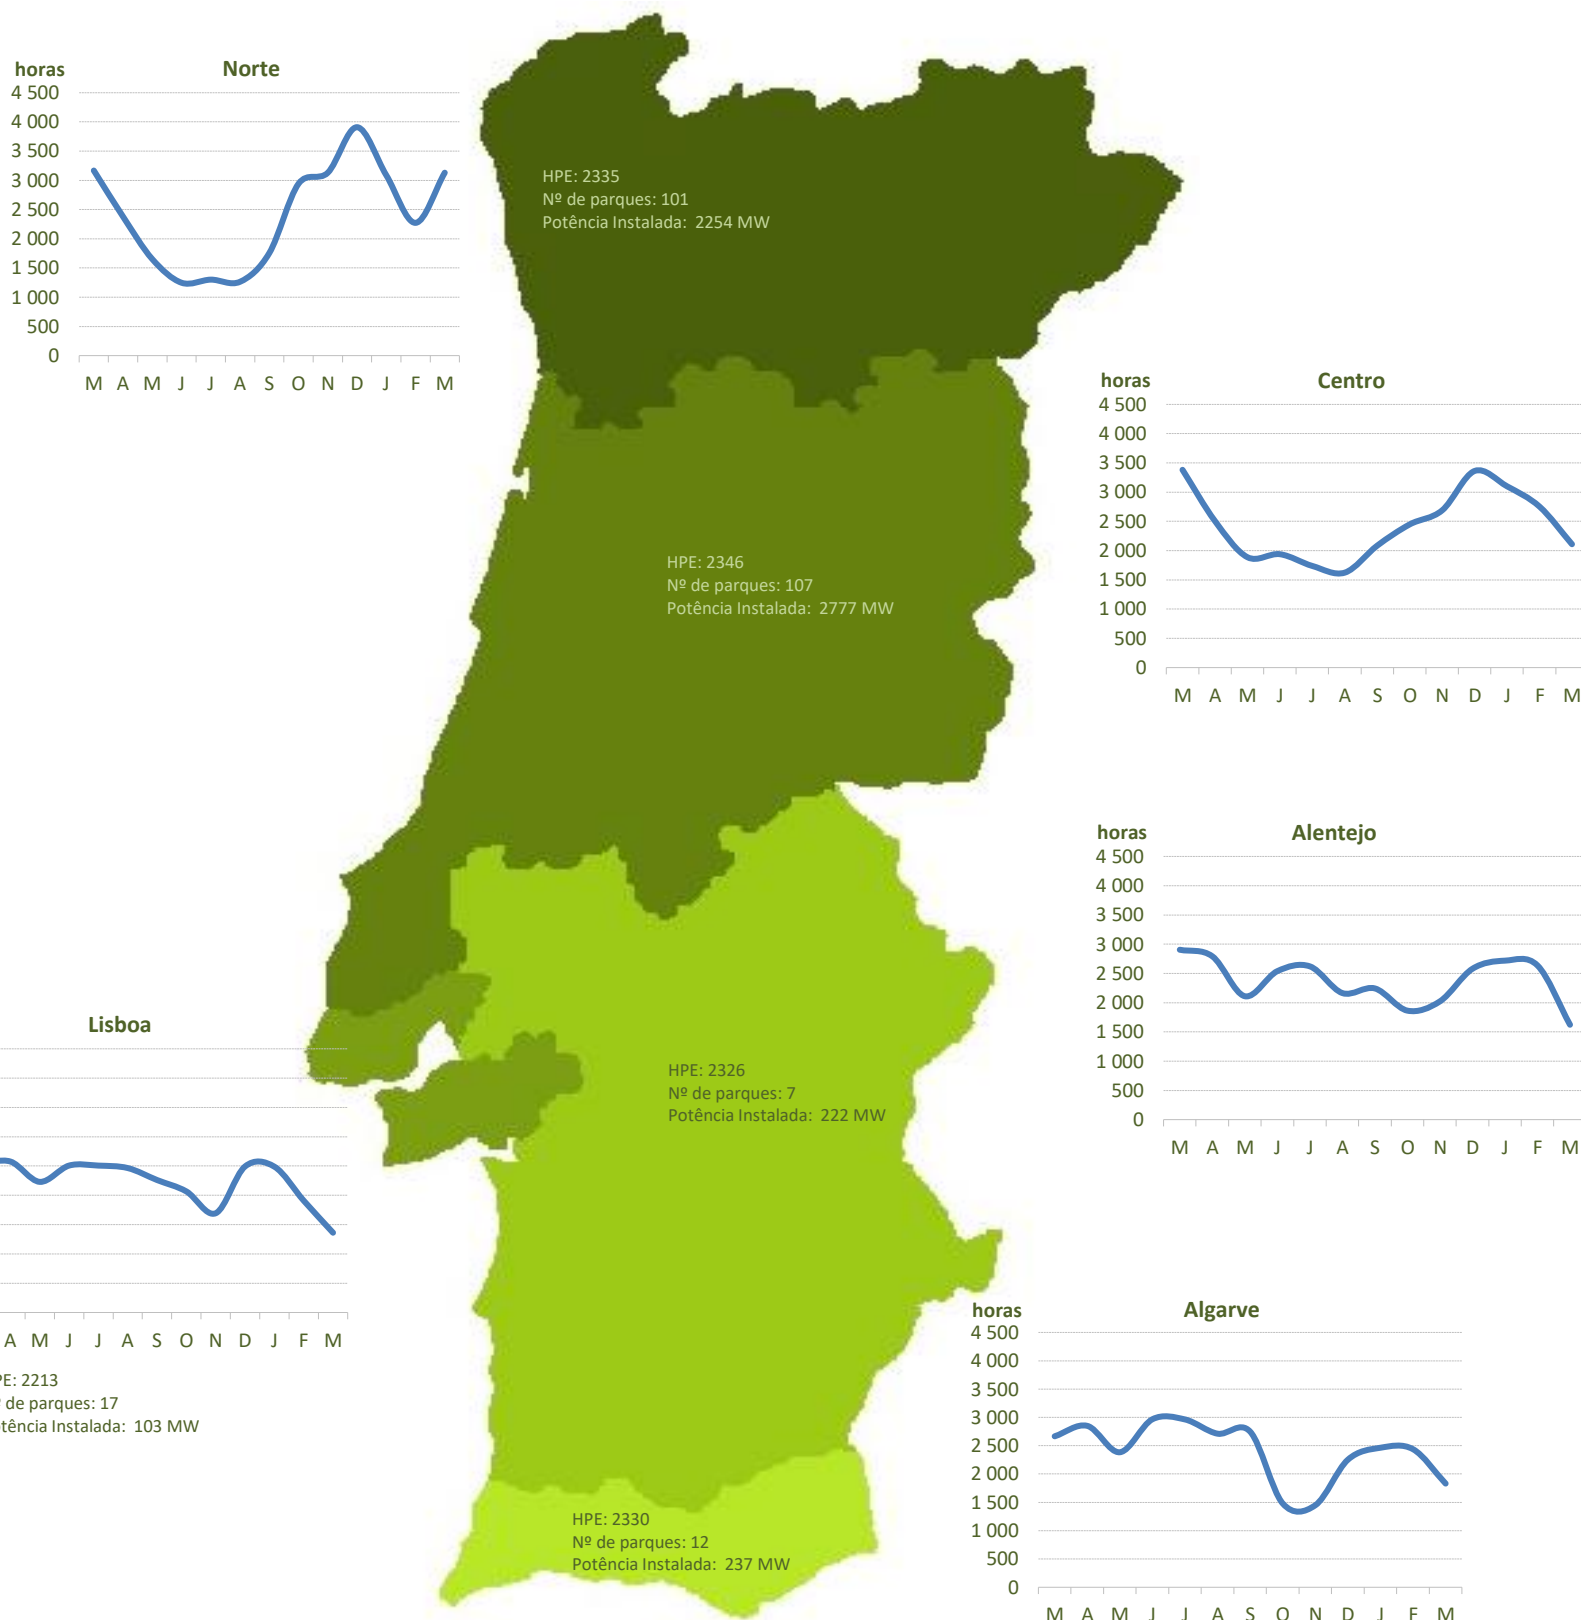 Norte
horas
4 500
4 000
3 500
3 000
2 500
2 000
1 500
1 000
500
0
M A M J J A S O N D J F M
HPE: 2335
Nº de parques: 101
Potência Instalada: 2254 MW
Centro
horas
4 500
4 000
3 500
3 000
2 500
2 000
1 500
1 000
500
0
M A M J J A S O N D J F M
HPE: 2346
Nº de parques: 107
Potência Instalada: 2777 MW
Alentejo
horas
4 500
4 000
3 500
3 000
2 500
2 000
1 500
1 000
500
0
M A M J J A S O N D J F M
HPE: 2326
Nº de parques: 7
Potência Instalada: 222 MW
Lisboa
A M J J A S O N D J F M
PE: 2213
de parques: 17
tência Instalada: 103 MW
Algarve
horas
4 500
4 000
3 500
3 000
2 500
2 000
1 500
1 000
500
0
M A M J J A S O N D J F M
HPE: 2330
Nº de parques: 12
Potência Instalada: 237 MW